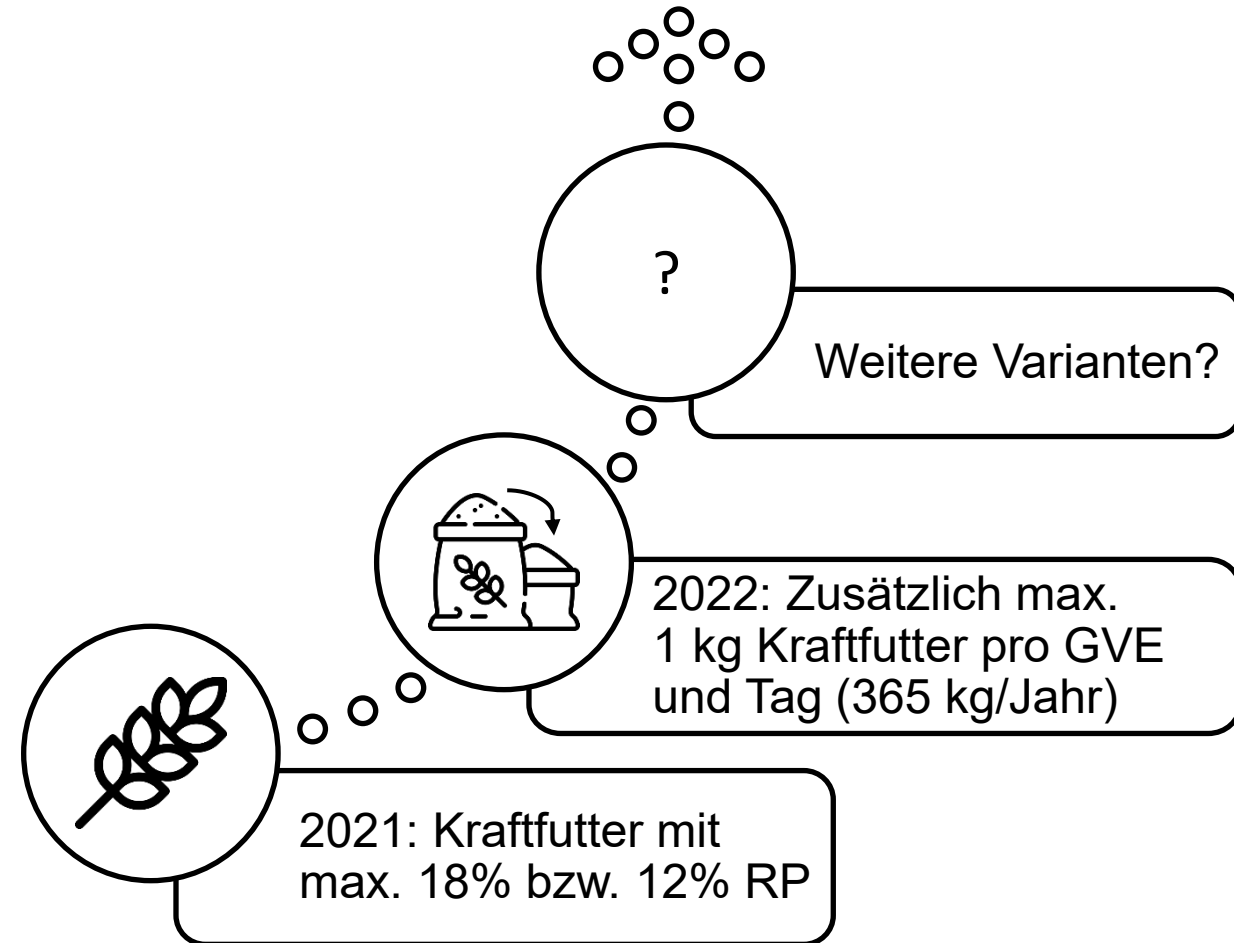 ?
Weitere Varianten?
2022: Zusätzlich max.
1 kg Kraftfutter pro GVE
und Tag (365 kg/Jahr)
2021: Kraftfutter mit
max. 18% bzw. 12% RP